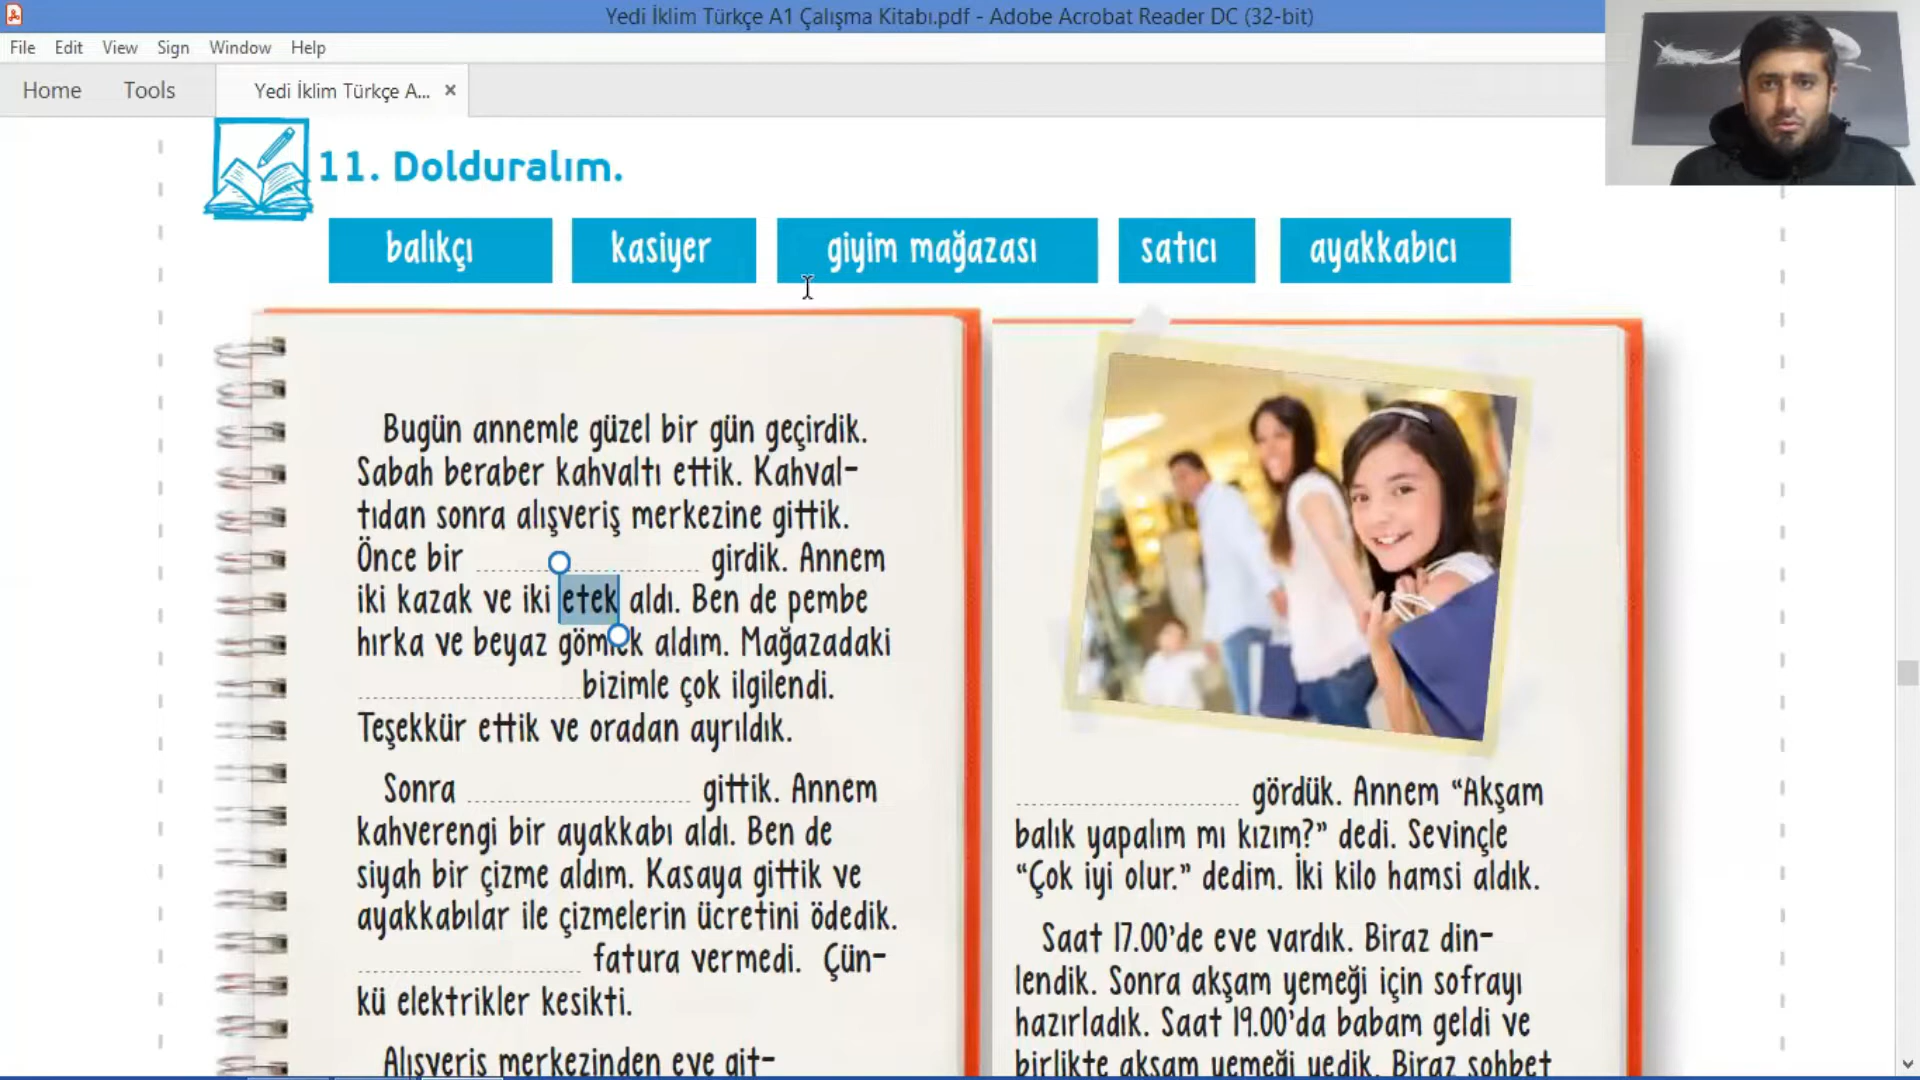 Yedi İklim Türkçe A1 Çalışma Kitabı.pdf - Adobe Acrobat Reader DC (32-bit)
File Edit View Sign Window Help
Home Tools Yedi İklim Türkçe A... ×
11. Dolduralım.
balıkçı kasiyer giyim mağazası satıcı ayakkabıcı
Bugün annemle güzel bir gün geçirdik.
Sabah beraber kahvaltı ettik. Kahval-
tıdan sonra alışveriş merkezine gittik.
Önce bir ........................ girdik. Annem
iki kazak ve iki etek aldı. Ben de pembe
hırka ve beyaz gömlek aldım. Mağazadaki
........................ bizimle çok ilgilendi.
Teşekkür ettik ve oradan ayrıldık.
Sonra ........................ gittik. Annem
kahverengi bir ayakkabı aldı. Ben de
siyah bir çizme aldım. Kasaya gittik ve
ayakkabılar ile çizmelerin ücretini ödedik.
........................ fatura vermedi. Çün-
kü elektrikler kesikti.
Alışveriş merkezinden eve git-
........................ gördük. Annem “Akşam
balık yapalım mı kızım?” dedi. Sevinçle
“Çok iyi olur.” dedim. İki kilo hamsi aldık.
Saat 17.00’de eve vardık. Biraz din-
lendik. Sonra akşam yemeği için sofrayı
hazırladık. Saat 19.00’da babam geldi ve
birlikte akşam yemeği yedik. Biraz sohbet